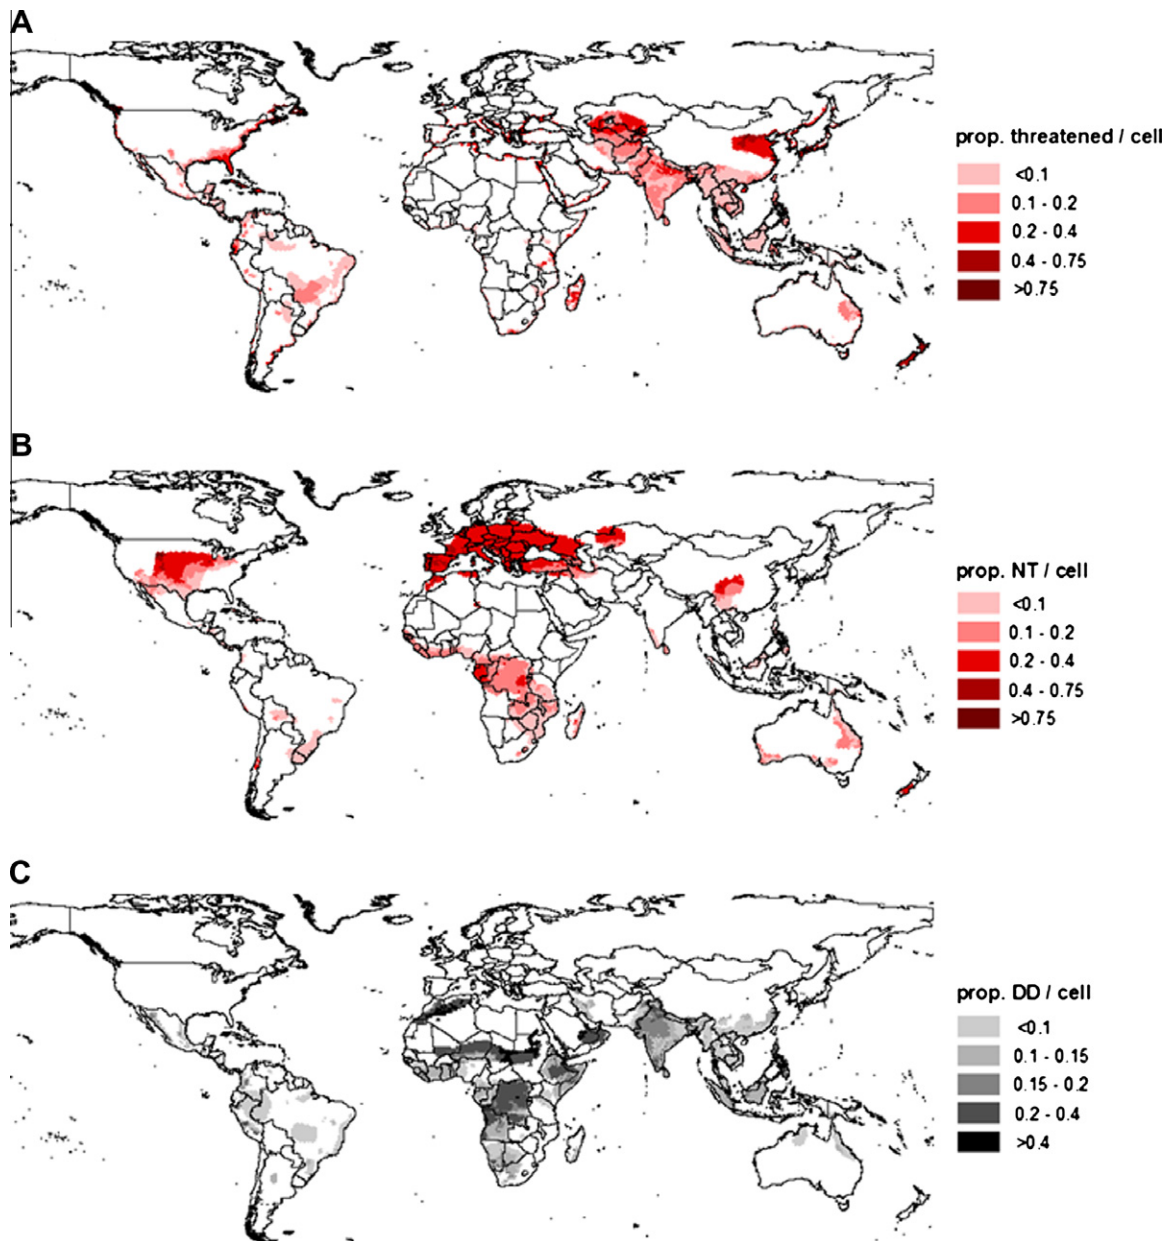 A
prop. threatened / cell
<0.1
0.1 - 0.2
0.2 - 0.4
0.4 - 0.75
>0.75
B
prop. NT / cell
<0.1
0.1 - 0.2
0.2 - 0.4
0.4 - 0.75
>0.75
C
prop. DD / cell
<0.1
0.1 - 0.15
0.15 - 0.2
0.2 - 0.4
>0.4